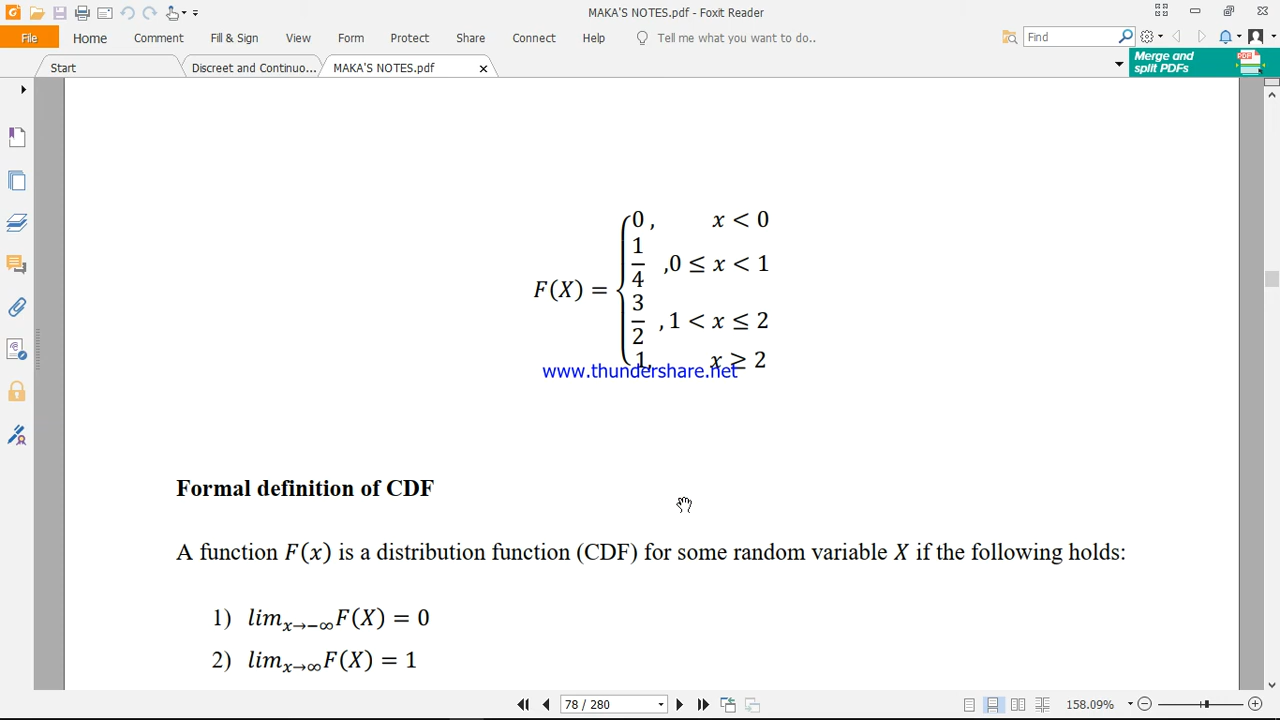 MAKA'S NOTES.pdf - Foxit Reader
File Home Comment Fill & Sign View Form Protect Share Connect Help Tell me what you want to do.. Find
Start Discreet and Continuo... MAKA'S NOTES.pdf Merge and split PDFs
0 , x < 0
1/4 ,0 ≤ x < 1
F(X) =
3/2 , 1 < x ≤ 2
1, x ≥ 2
www.thundershare.net
Formal definition of CDF
A function F(x) is a distribution function (CDF) for some random variable X if the following holds:
1) lim x→−∞ F(X) = 0
2) lim x→∞ F(X) = 1
78 / 280 158.09%